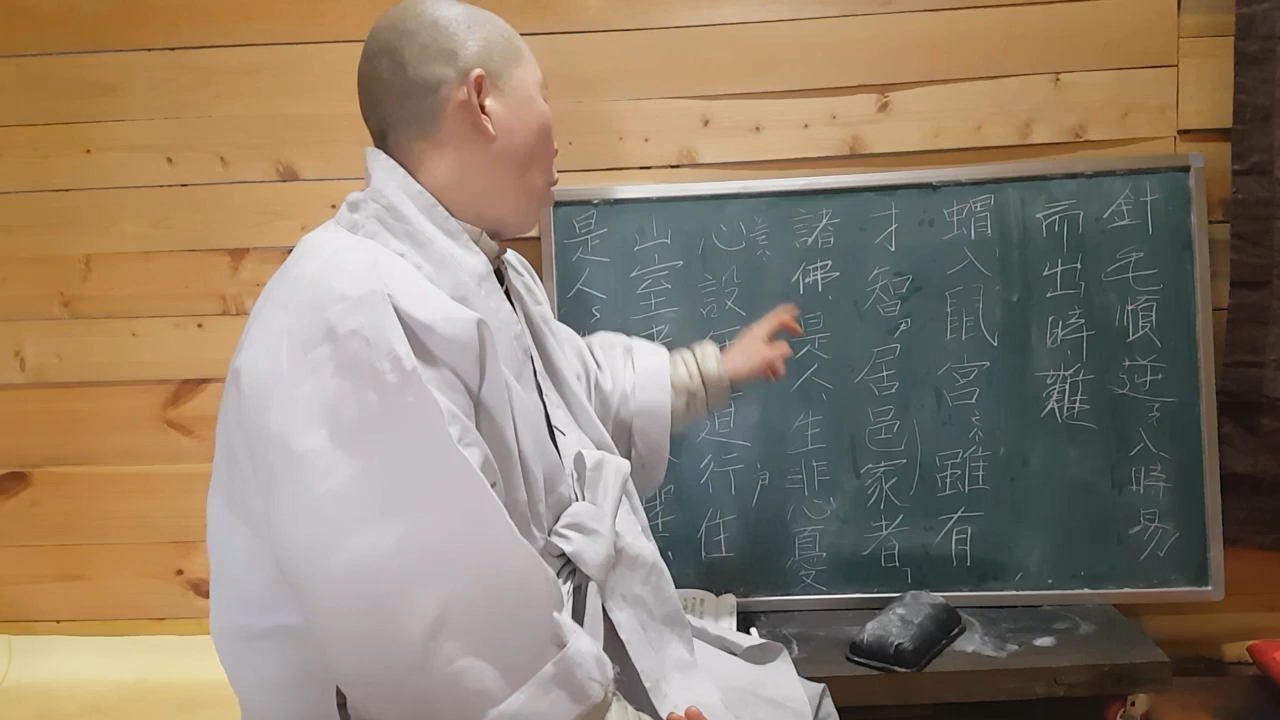 針毛順逆入時易
而出時難
蝟入鼠宮雖有
才智居邑家者
諸佛是人生悲憂
心設道行住
山室者聖
是人